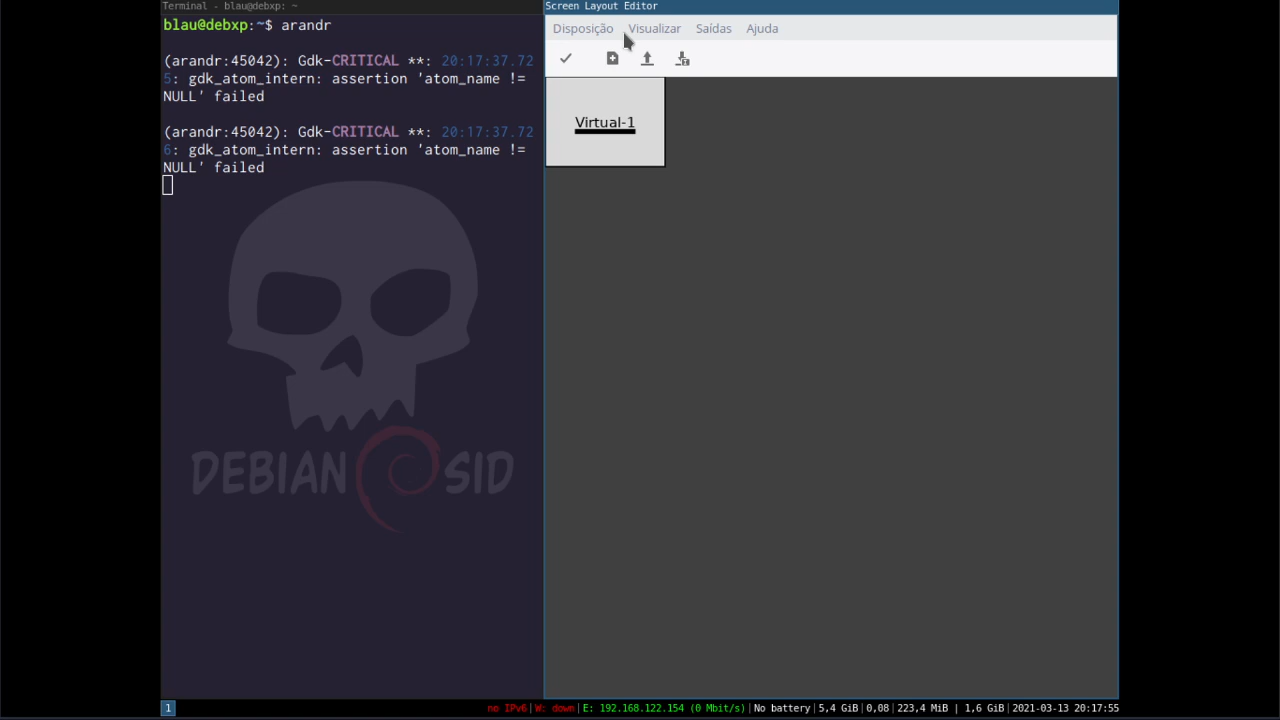 Terminal - blau@debxp: ~
blau@debxp:~$ arandr
(arandr:45042): Gdk-CRITICAL **: 20:17:37.72
5: gdk_atom_intern: assertion 'atom_name !=
NULL' failed
(arandr:45042): Gdk-CRITICAL **: 20:17:37.72
6: gdk_atom_intern: assertion 'atom_name !=
NULL' failed
DEBIAN SID
Screen Layout Editor
Disposição Visualizar Saídas Ajuda
Virtual-1
1
no IPv6|W: down|E: 192.168.122.154 (0 Mbit/s)|No battery|5,4 GiB|0,08|223,4 MiB | 1,6 GiB|2021-03-13 20:17:55